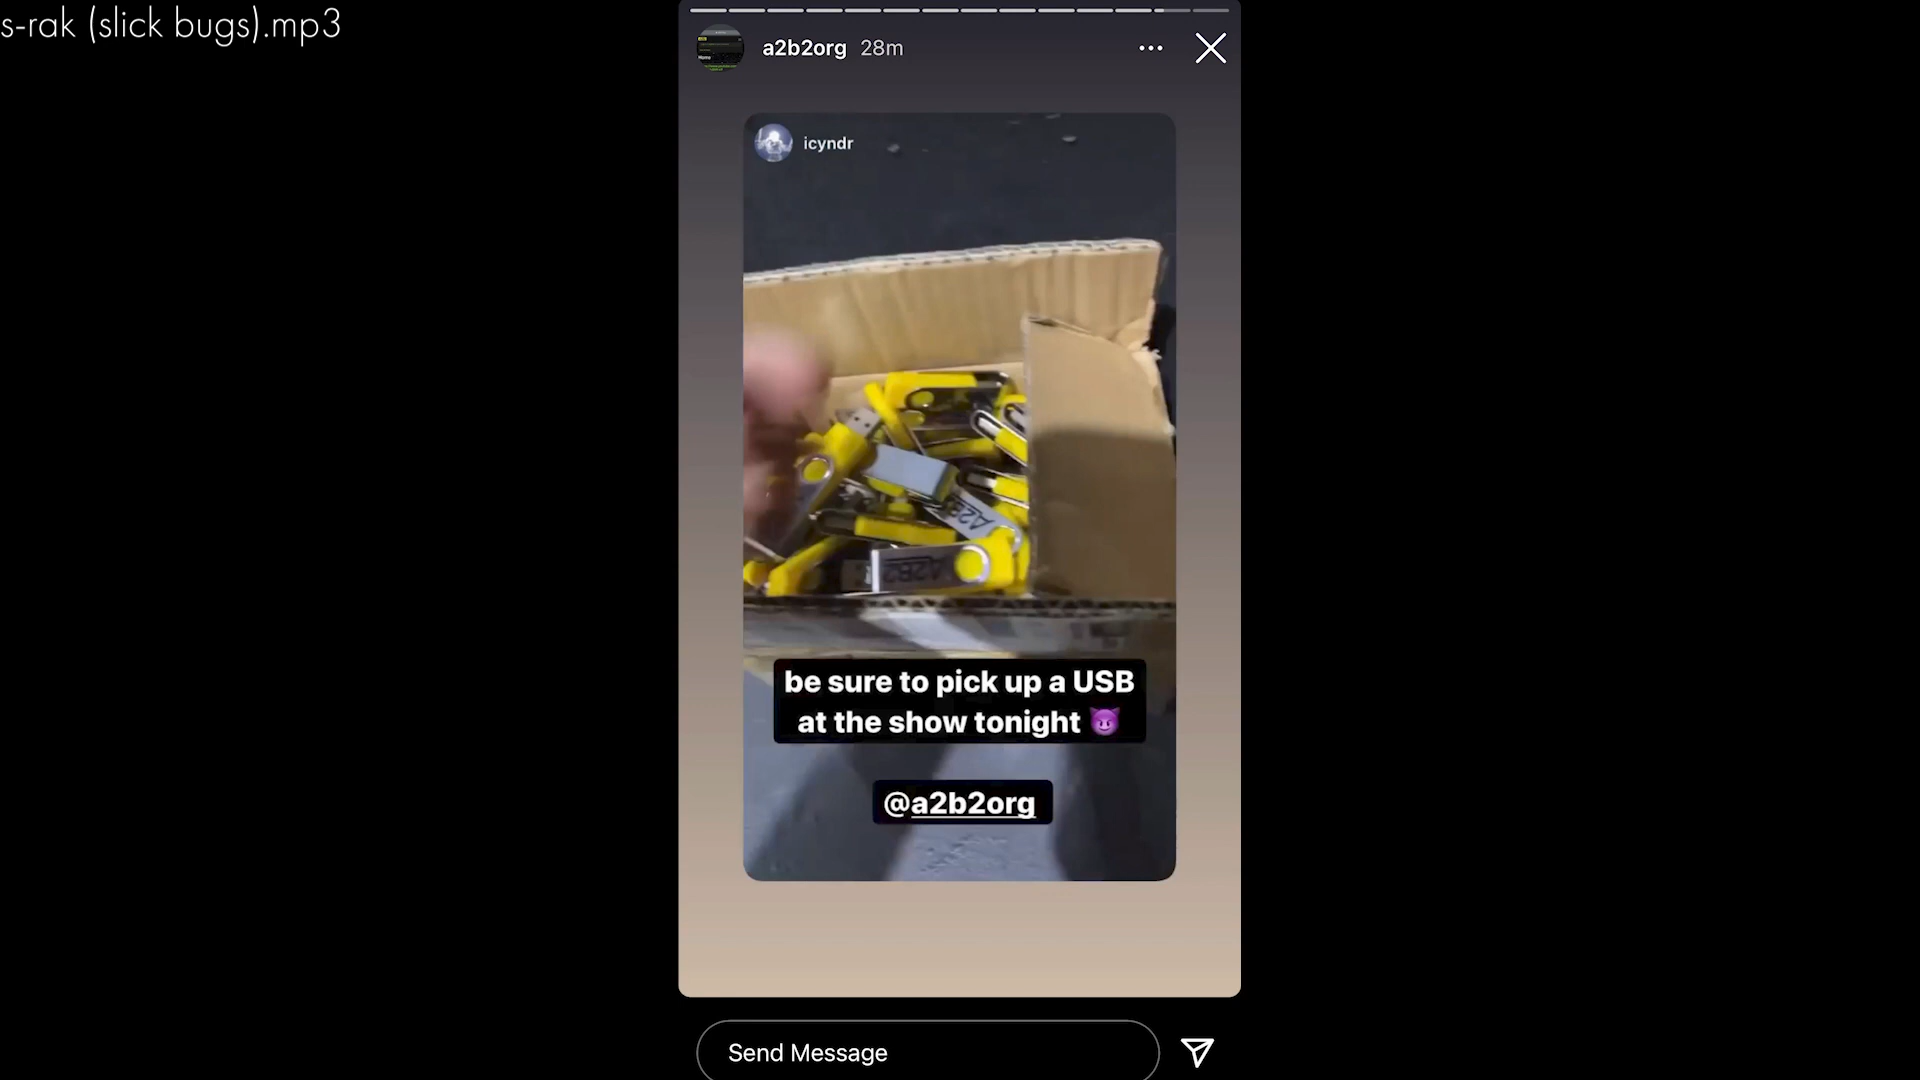 s-rak (slick bugs).mp3
a2b2org 28m
icyndr
A2B2
be sure to pick up a USB
at the show tonight 😈
@a2b2org
Send Message